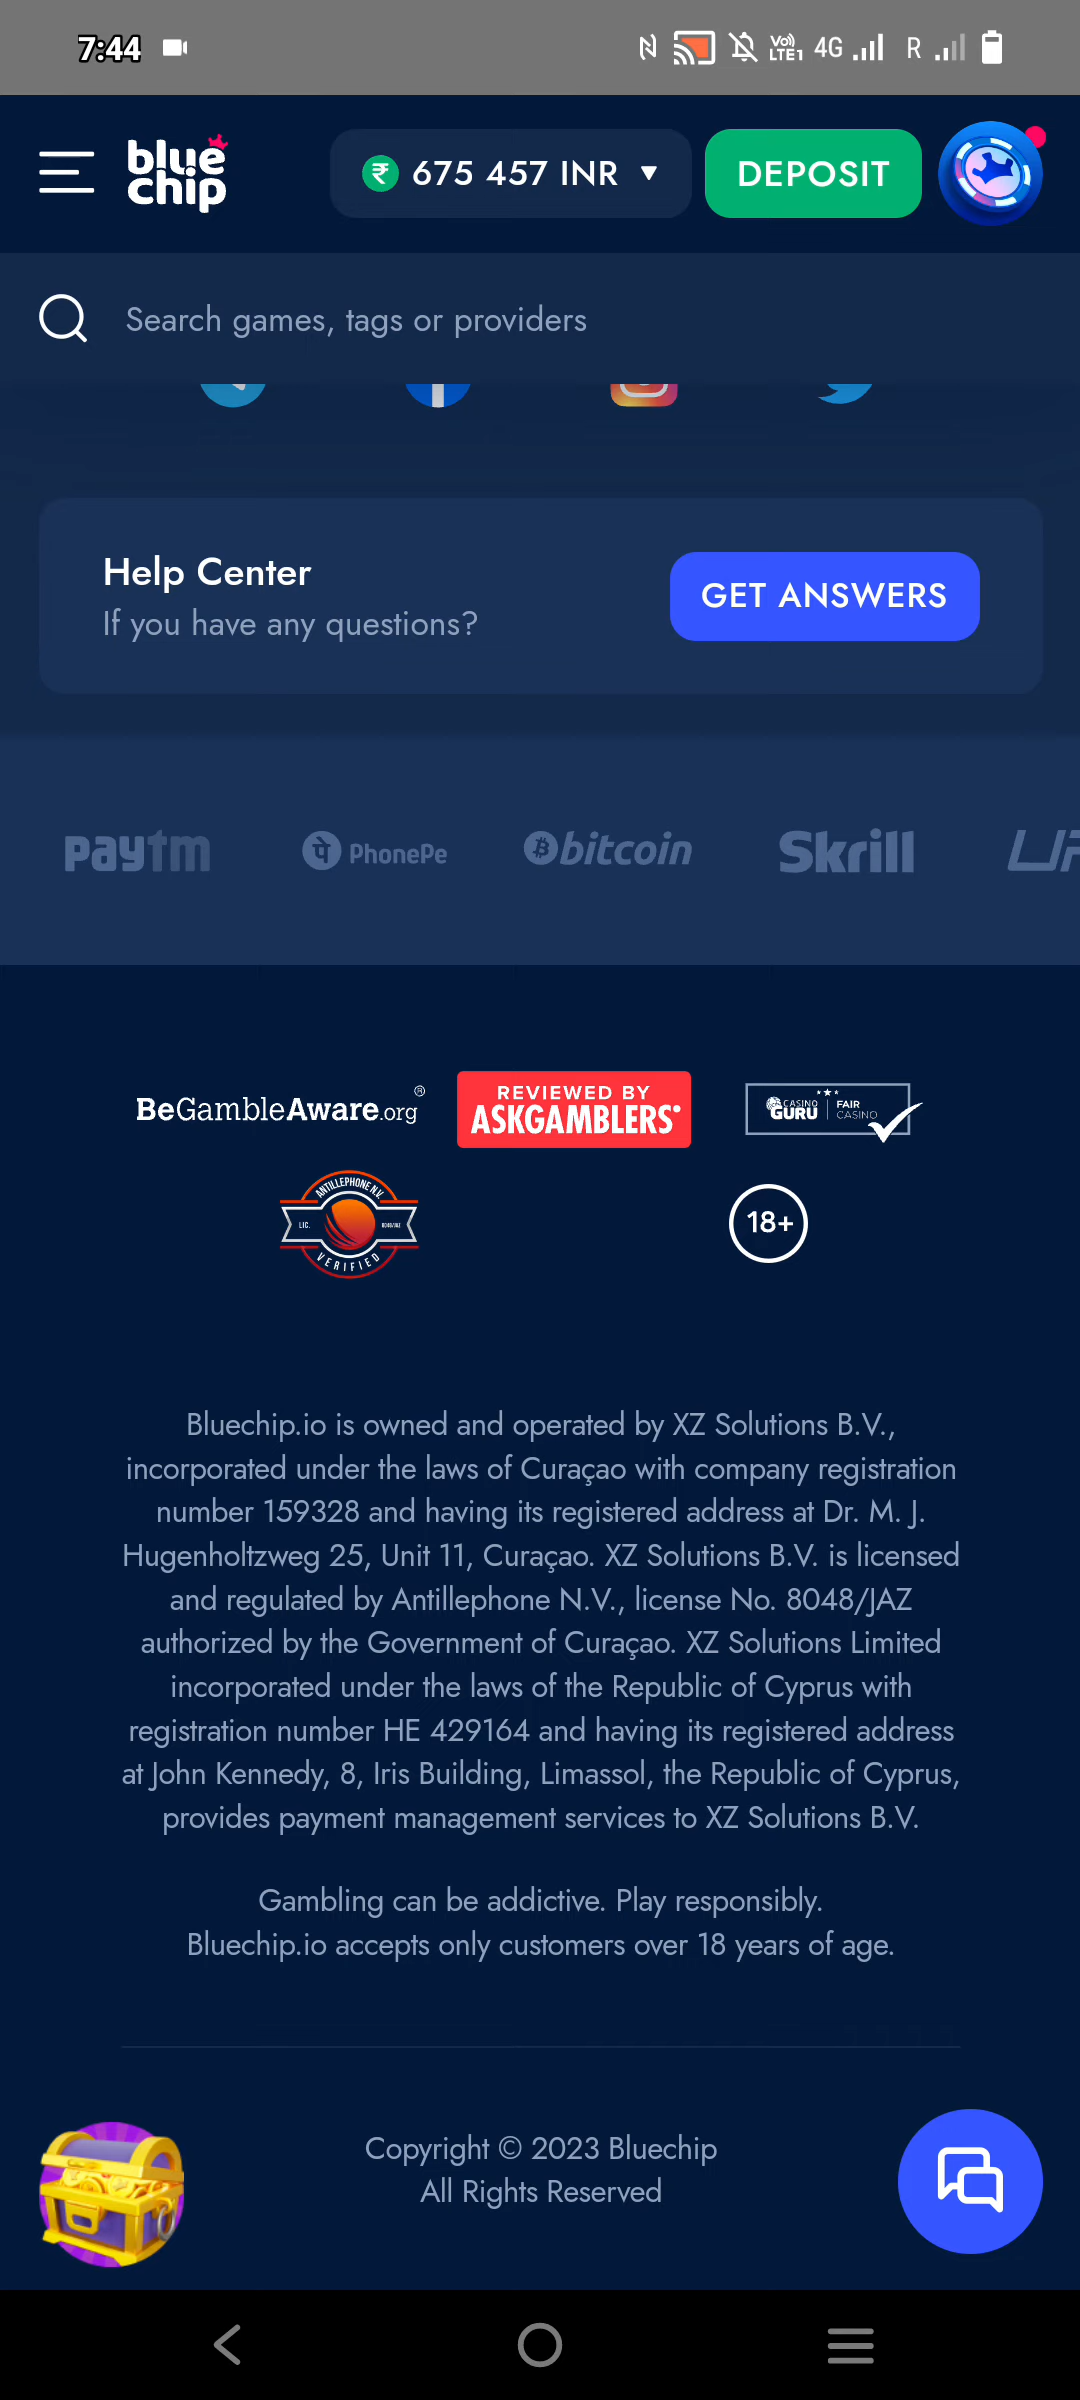 7:44
Vo)) LTE1 4G R
blue chip
₹ 675 457 INR
DEPOSIT
Search games, tags or providers
Help Center
If you have any questions?
GET ANSWERS
paytm
पे PhonePe
bitcoin
Skrill
BeGambleAware.org®
REVIEWED BY
ASKGAMBLERS
CASINO GURU | FAIR CASINO
ANTILLEPHONE N.V.
LIC. 8048/JAZ
VERIFIED
18+
Bluechip.io is owned and operated by XZ Solutions B.V.,
incorporated under the laws of Curaçao with company registration
number 159328 and having its registered address at Dr. M. J.
Hugenholtzweg 25, Unit 11, Curaçao. XZ Solutions B.V. is licensed
and regulated by Antillephone N.V., license No. 8048/JAZ
authorized by the Government of Curaçao. XZ Solutions Limited
incorporated under the laws of the Republic of Cyprus with
registration number HE 429164 and having its registered address
at John Kennedy, 8, Iris Building, Limassol, the Republic of Cyprus,
provides payment management services to XZ Solutions B.V.
Gambling can be addictive. Play responsibly.
Bluechip.io accepts only customers over 18 years of age.
Copyright © 2023 Bluechip
All Rights Reserved